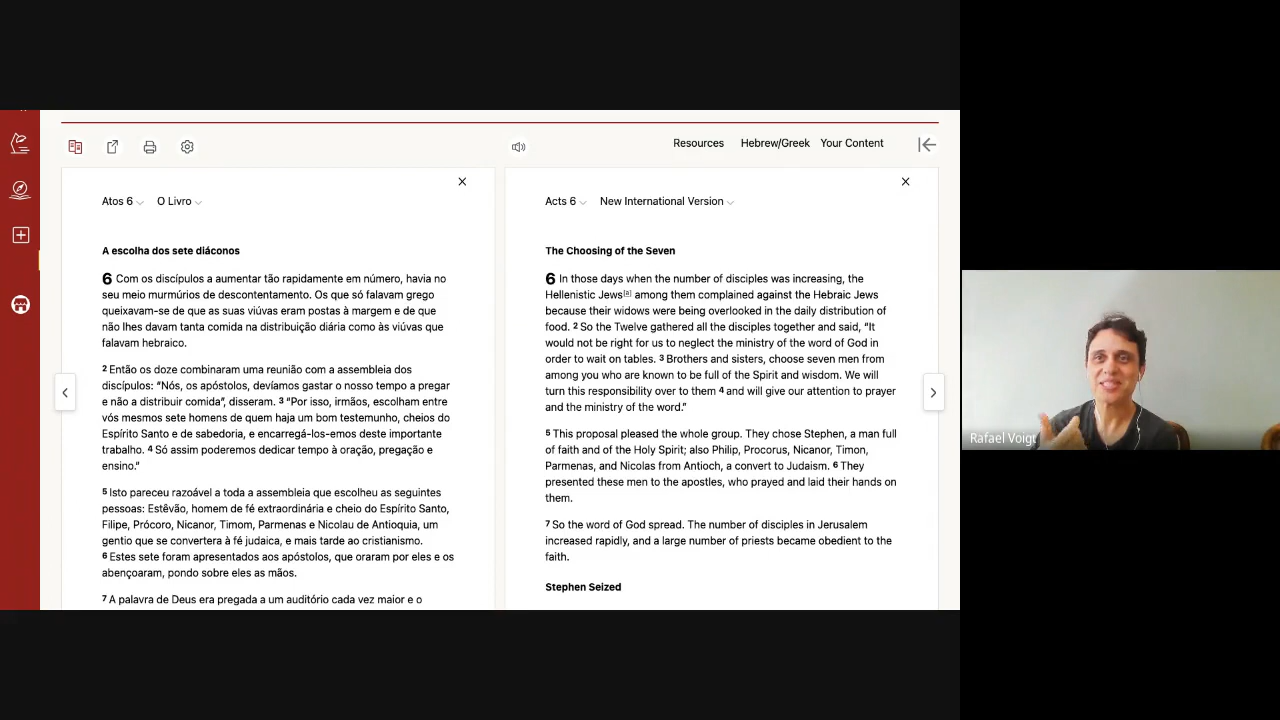 Resources Hebrew/Greek Your Content
Atos 6 O Livro
A escolha dos sete diáconos
6 Com os discípulos a aumentar tão rapidamente em número, havia no
seu meio murmúrios de descontentamento. Os que só falavam grego
queixavam-se de que as suas viúvas eram postas à margem e de que
não lhes davam tanta comida na distribuição diária como às viúvas que
falavam hebraico.
2 Então os doze combinaram uma reunião com a assembleia dos
discípulos: “Nós, os apóstolos, devíamos gastar o nosso tempo a pregar
e não a distribuir comida”, disseram. 3 “Por isso, irmãos, escolham entre
vós mesmos sete homens de quem haja um bom testemunho, cheios do
Espírito Santo e de sabedoria, e encarregá-los-emos deste importante
trabalho. 4 Só assim poderemos dedicar tempo à oração, pregação e
ensino.”
5 Isto pareceu razoável a toda a assembleia que escolheu as seguintes
pessoas: Estêvão, homem de fé extraordinária e cheio do Espírito Santo,
Filipe, Prócoro, Nicanor, Timom, Parmenas e Nicolau de Antioquia, um
gentio que se convertera à fé judaica, e mais tarde ao cristianismo.
6 Estes sete foram apresentados aos apóstolos, que oraram por eles e os
abençoaram, pondo sobre eles as mãos.
7 A palavra de Deus era pregada a um auditório cada vez maior e o
Acts 6 New International Version
The Choosing of the Seven
6 In those days when the number of disciples was increasing, the
Hellenistic Jews[a] among them complained against the Hebraic Jews
because their widows were being overlooked in the daily distribution of
food. 2 So the Twelve gathered all the disciples together and said, “It
would not be right for us to neglect the ministry of the word of God in
order to wait on tables. 3 Brothers and sisters, choose seven men from
among you who are known to be full of the Spirit and wisdom. We will
turn this responsibility over to them 4 and will give our attention to prayer
and the ministry of the word.”
5 This proposal pleased the whole group. They chose Stephen, a man full
of faith and of the Holy Spirit; also Philip, Procorus, Nicanor, Timon,
Parmenas, and Nicolas from Antioch, a convert to Judaism. 6 They
presented these men to the apostles, who prayed and laid their hands on
them.
7 So the word of God spread. The number of disciples in Jerusalem
increased rapidly, and a large number of priests became obedient to the
faith.
Stephen Seized
Rafael Voigt